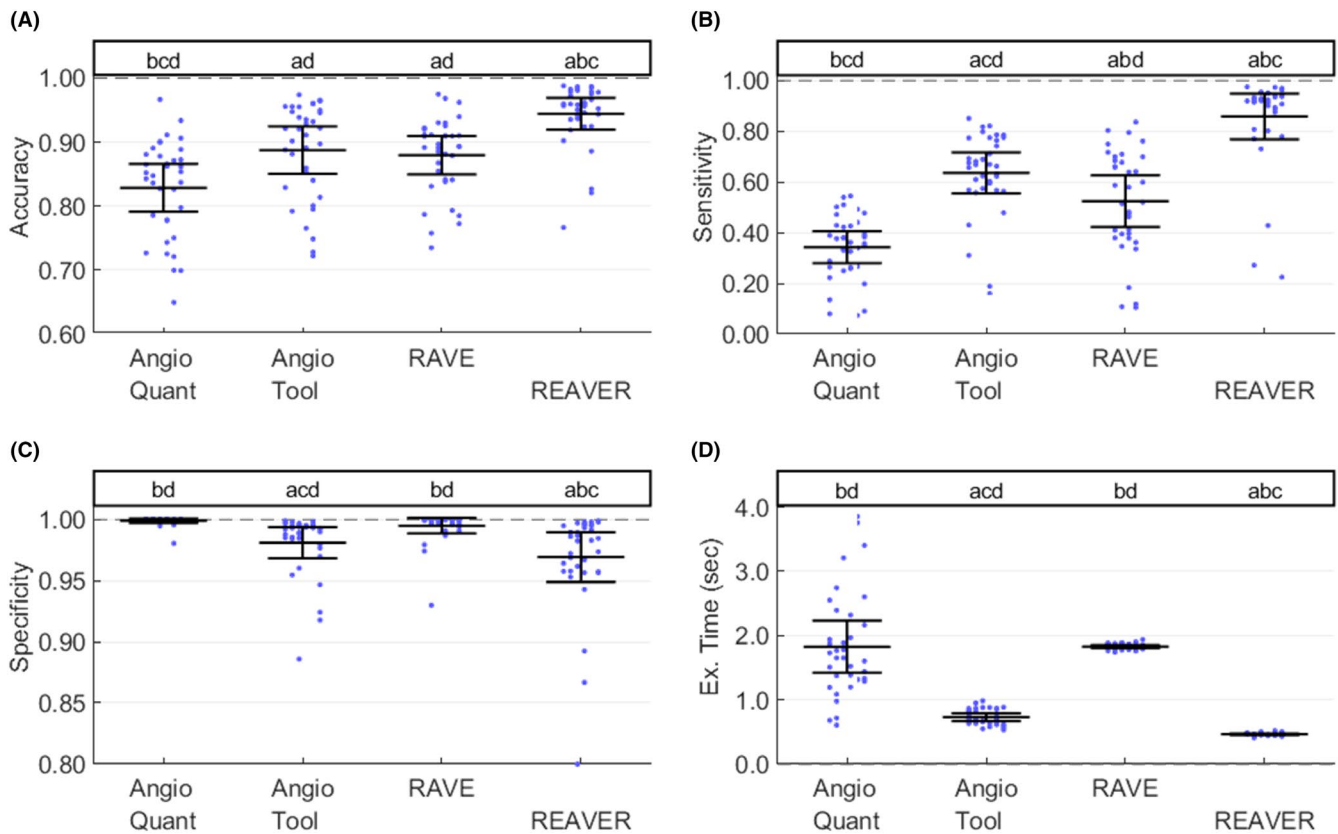 (A)
bcd ad ad abc
1.00
0.90
0.80
0.70
0.60
Accuracy
Angio Quant
Angio Tool
RAVE
REAVER
(B)
bcd acd abd abc
1.00
0.80
0.60
0.40
0.20
0.00
Sensitivity
Angio Quant
Angio Tool
RAVE
REAVER
(C)
bd acd bd abc
1.00
0.95
0.90
0.85
0.80
Specificity
Angio Quant
Angio Tool
RAVE
REAVER
(D)
bd acd bd abc
4.0
3.0
2.0
1.0
0.0
Ex. Time (sec)
Angio Quant
Angio Tool
RAVE
REAVER